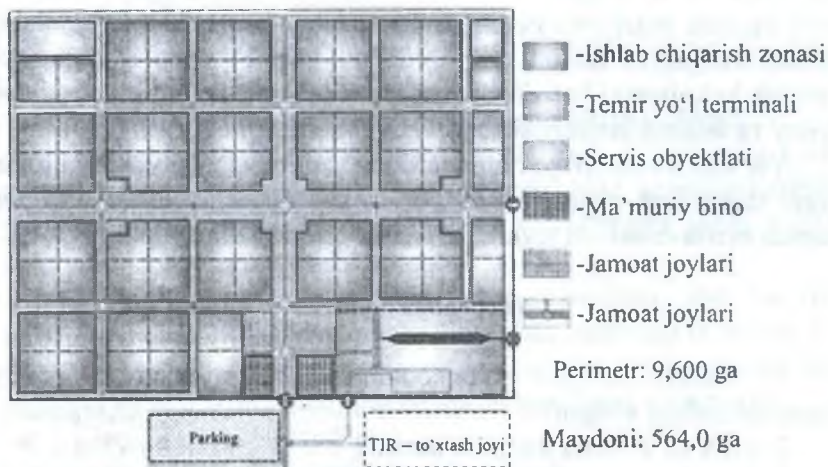 -Ishlab chiqarish zonasi
-Temir yo‘l terminali
-Servis obyektlati
-Ma’muriy bino
-Jamoat joylari
-Jamoat joylari
Perimetr: 9,600 ga
Maydoni: 564,0 ga
Parking
TIR – to‘xtash joyi